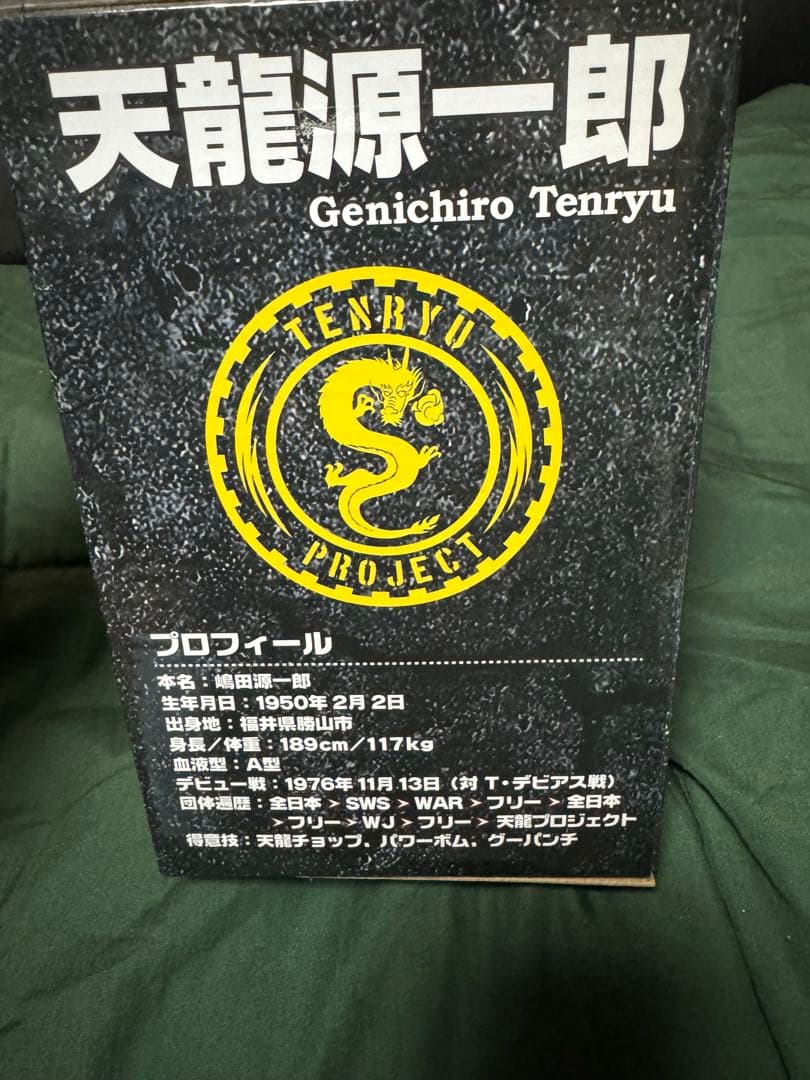 天龍源一郎
Genichiro Tenryu
TENRYU
PROJECT
プロフィール
本名：嶋田源一郎
生年月日：1950年2月2日
出身地：福井県勝山市
身長／体重：189cm／117kg
血液型：A型
デビュー戦：1976年11月13日（対 T・デビアス戦）
団体遍歴：全日本＞SWS＞WAR＞フリー＞全日本
＞フリー＞WJ＞フリー＞天龍プロジェクト
得意技：天龍チョップ、パワーボム、グーパンチ